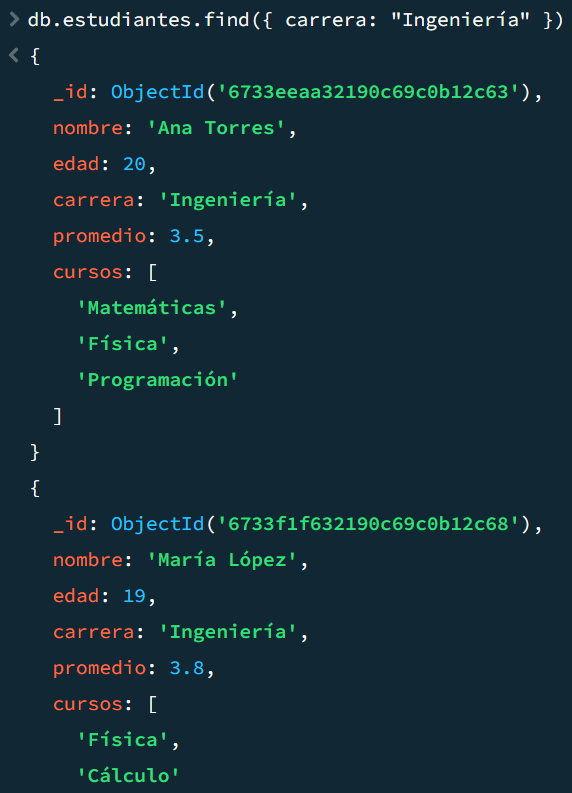 > db.estudiantes.find({ carrera: "Ingeniería" })
< {
_id: ObjectId('6733eeaa32190c69c0b12c63'),
nombre: 'Ana Torres',
edad: 20,
carrera: 'Ingeniería',
promedio: 3.5,
cursos: [
'Matemáticas',
'Física',
'Programación'
]
}
{
_id: ObjectId('6733f1f632190c69c0b12c68'),
nombre: 'María López',
edad: 19,
carrera: 'Ingeniería',
promedio: 3.8,
cursos: [
'Física',
'Cálculo'